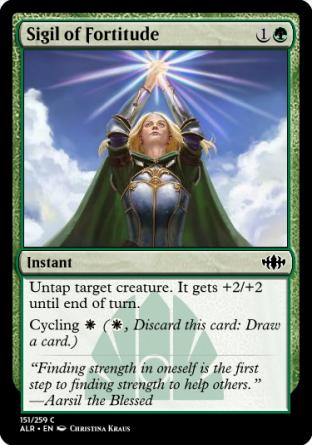 Sigil of Fortitude 1
Instant
Untap target creature. It gets +2/+2
until end of turn.
Cycling (, Discard this card: Draw
a card.)
“Finding strength in oneself is the first
step to finding strength to help others.”
—Aarsil the Blessed
151/259 C
ALR • EN Christina Kraus